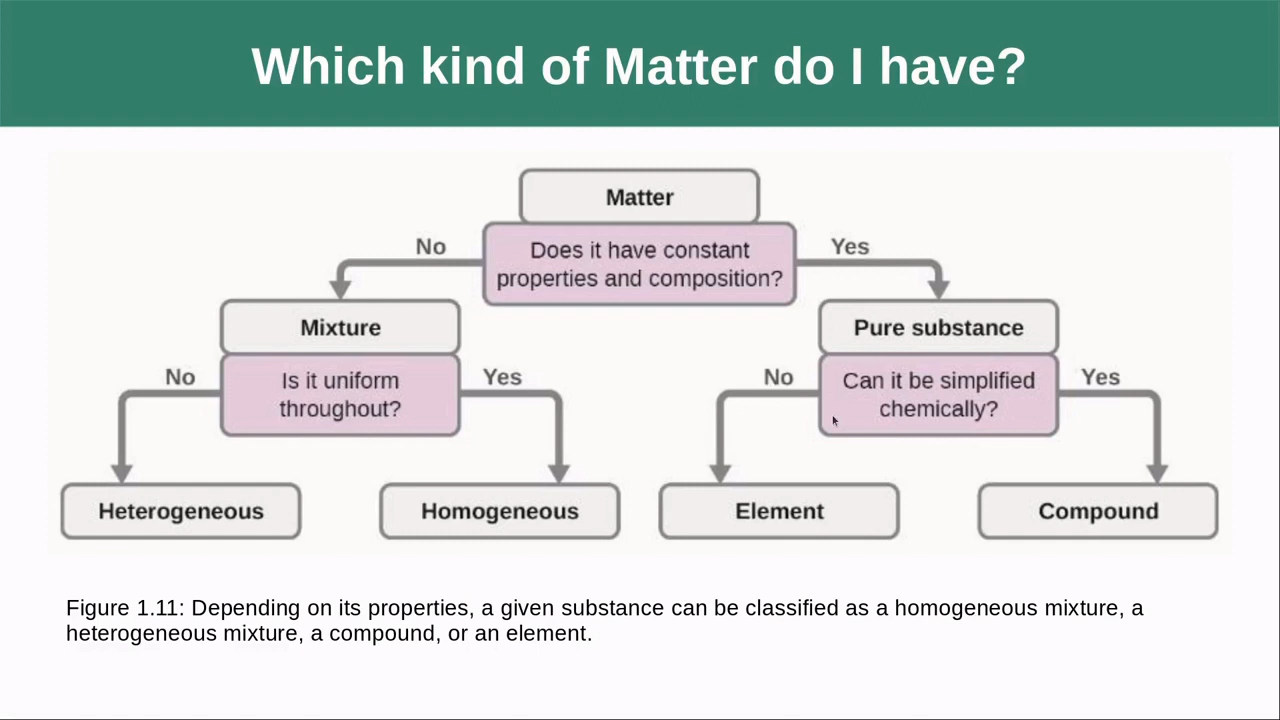 Which kind of Matter do I have?
Matter
No
Does it have constant
properties and composition?
Yes
Mixture
Pure substance
No
Is it uniform
throughout?
Yes
No
Can it be simplified
chemically?
Yes
Heterogeneous
Homogeneous
Element
Compound
Figure 1.11: Depending on its properties, a given substance can be classified as a homogeneous mixture, a
heterogeneous mixture, a compound, or an element.